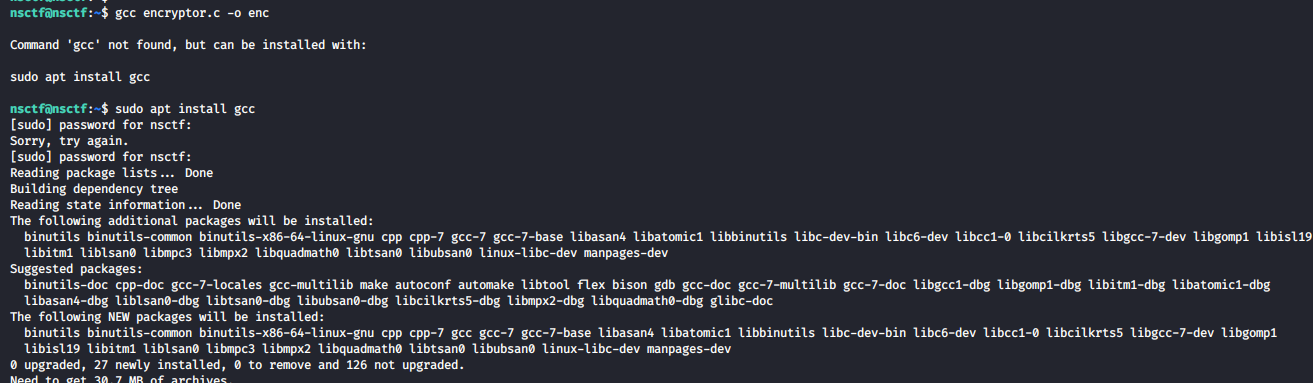 nsctf@nsctf:~$ gcc encryptor.c -o enc
Command 'gcc' not found, but can be installed with:
sudo apt install gcc
nsctf@nsctf:~$ sudo apt install gcc
[sudo] password for nsctf:
Sorry, try again.
[sudo] password for nsctf:
Reading package lists... Done
Building dependency tree
Reading state information... Done
The following additional packages will be installed:
binutils binutils-common binutils-x86-64-linux-gnu cpp cpp-7 gcc-7 gcc-7-base libasan4 libatomic1 libbinutils libc-dev-bin libc6-dev libcc1-0 libcilkrts5 libgcc-7-dev libgomp1 libisl19
libitm1 liblsan0 libmpc3 libmpx2 libquadmath0 libtsan0 libubsan0 linux-libc-dev manpages-dev
Suggested packages:
binutils-doc cpp-doc gcc-7-locales gcc-multilib make autoconf automake libtool flex bison gdb gcc-doc gcc-7-multilib gcc-7-doc libgcc1-dbg libgomp1-dbg libitm1-dbg libatomic1-dbg
libasan4-dbg liblsan0-dbg libtsan0-dbg libubsan0-dbg libcilkrts5-dbg libmpx2-dbg libquadmath0-dbg glibc-doc
The following NEW packages will be installed:
binutils binutils-common binutils-x86-64-linux-gnu cpp cpp-7 gcc gcc-7 gcc-7-base libasan4 libatomic1 libbinutils libc-dev-bin libc6-dev libcc1-0 libcilkrts5 libgcc-7-dev libgomp1
libisl19 libitm1 liblsan0 libmpc3 libmpx2 libquadmath0 libtsan0 libubsan0 linux-libc-dev manpages-dev
0 upgraded, 27 newly installed, 0 to remove and 126 not upgraded.
Need to get 30.7 MB of archives.